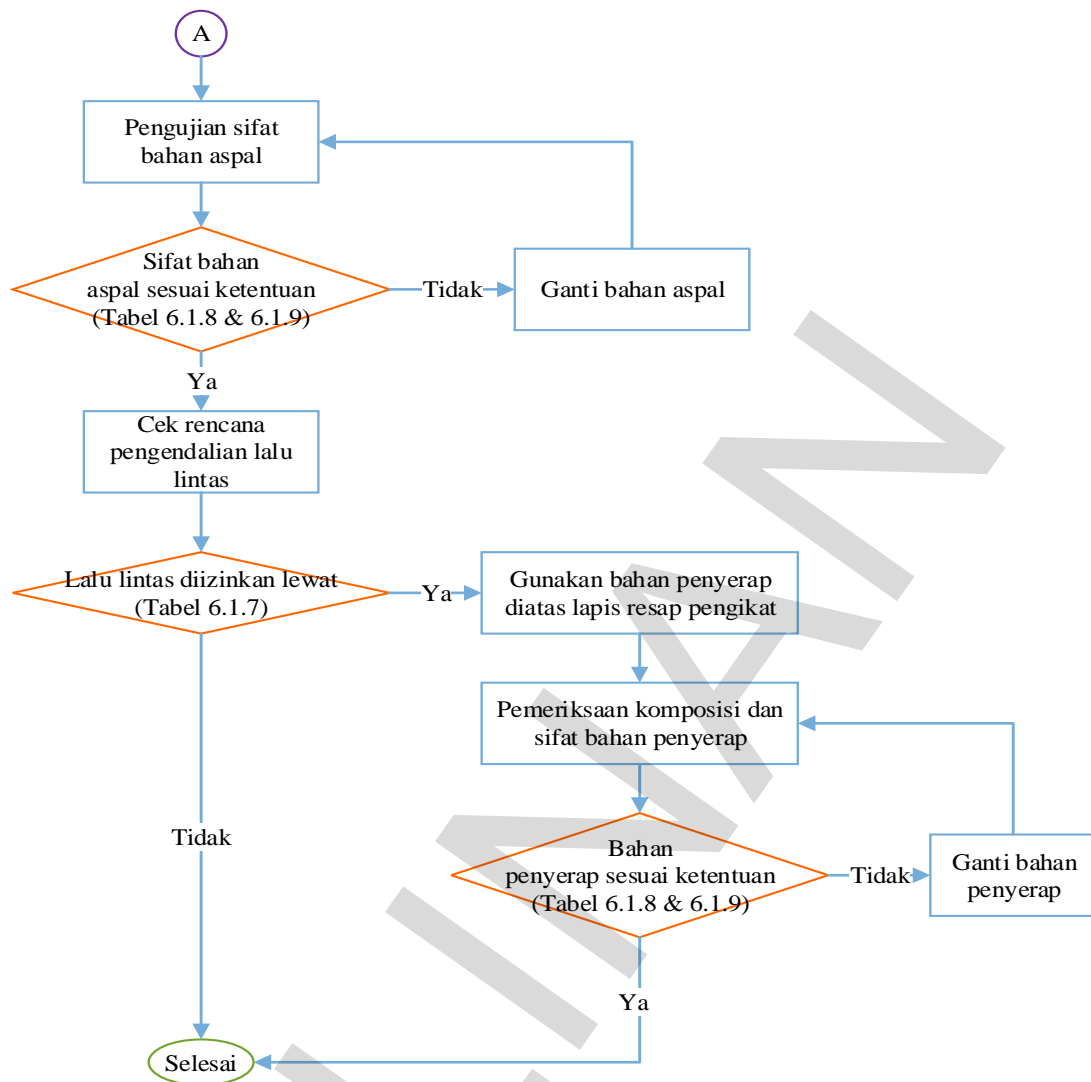 A
Pengujian sifat
bahan aspal
Sifat bahan
aspal sesuai ketentuan
(Tabel 6.1.8 & 6.1.9)
Tidak
Ganti bahan aspal
Ya
Cek rencana
pengendalian lalu
lintas
Lalu lintas diizinkan lewat
(Tabel 6.1.7)
Ya
Gunakan bahan penyerap
diatas lapis resap pengikat
Pemeriksaan komposisi dan
sifat bahan penyerap
Tidak
Bahan
penyerap sesuai ketentuan
(Tabel 6.1.8 & 6.1.9)
Tidak
Ganti bahan
penyerap
Ya
Selesai
INAN